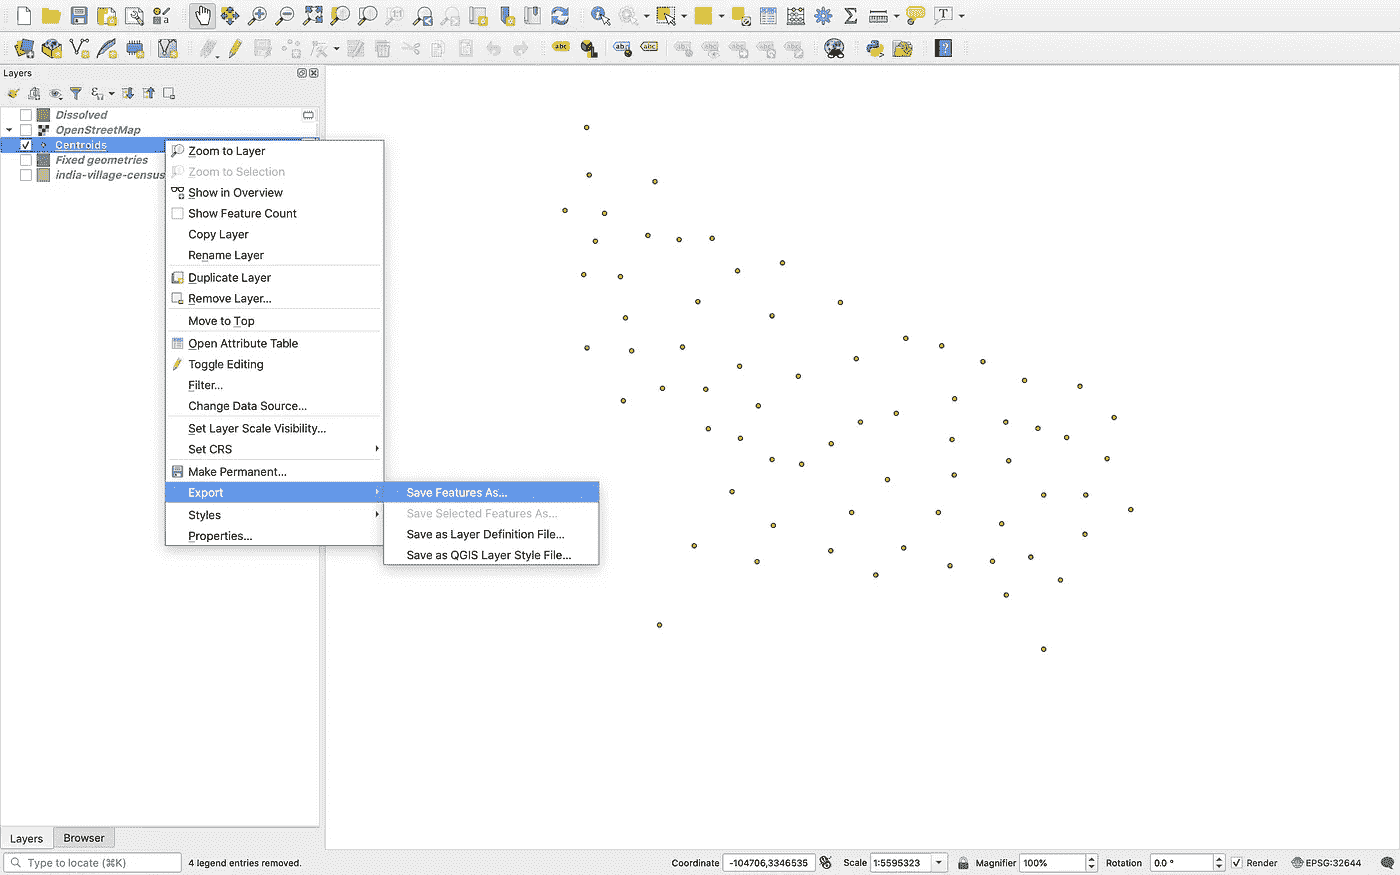 abc
abc
abc
T
?
Layers
Dissolved
OpenStreetMap
Centroids
Fixed geometries
india-village-census
Zoom to Layer
Zoom to Selection
Show in Overview
Show Feature Count
Copy Layer
Rename Layer
Duplicate Layer
Remove Layer...
Move to Top
Open Attribute Table
Toggle Editing
Filter...
Change Data Source...
Set Layer Scale Visibility...
Set CRS
Make Permanent...
Export
Styles
Properties...
Save Features As...
Save Selected Features As...
Save as Layer Definition File...
Save as QGIS Layer Style File...
Layers Browser
Type to locate (⌘K) 4 legend entries removed. Coordinate -104706,3346535 Scale 1:5595323 Magnifier 100% Rotation 0.0 ° Render EPSG:32644